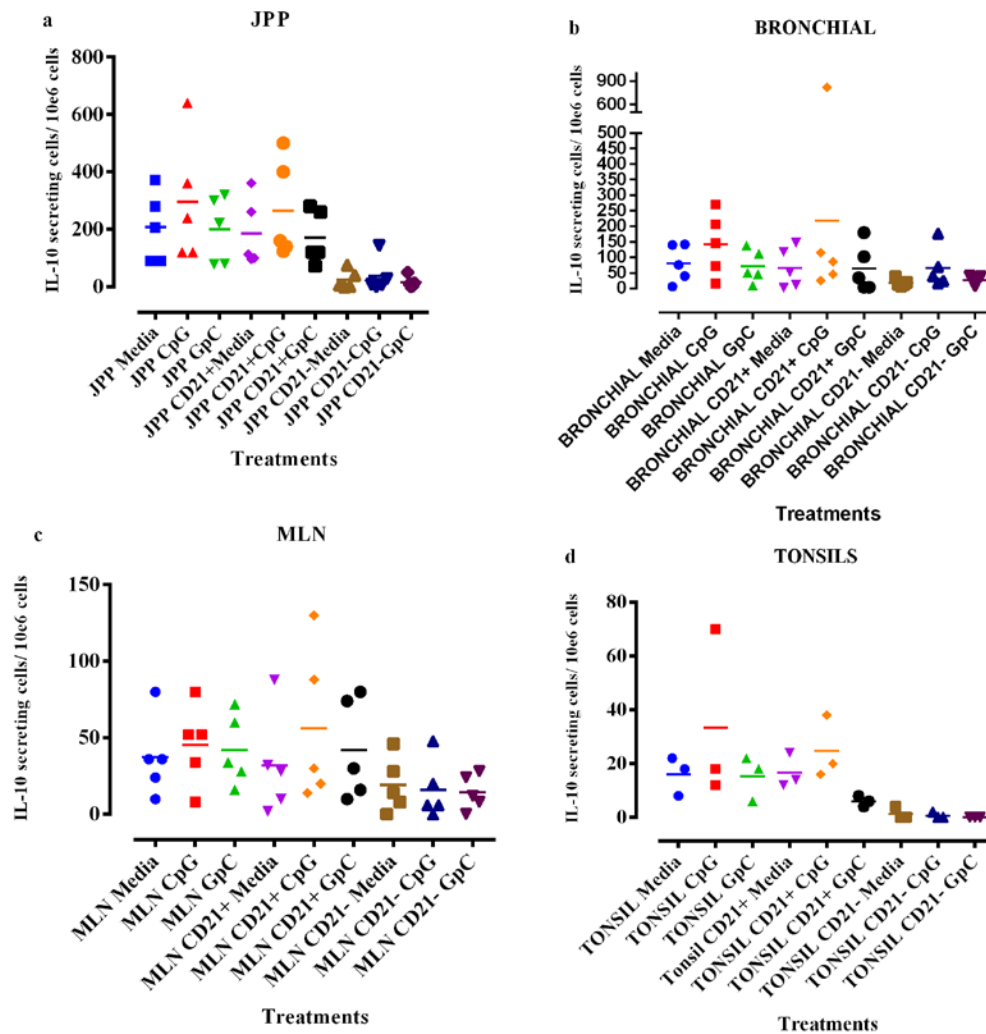 a
JPP
IL-10 secreting cells/ 10e6 cells
800
600
400
200
0
JPP Media
JPP CpG
JPP GpC
JPP CD21+Media
JPP CD21+CpG
JPP CD21+GpC
JPP CD21-Media
JPP CD21-CpG
JPP CD21-GpC
Treatments
b
BRONCHIAL
IL-10 secreting cells/ 10e6 cells
900
600
500
450
400
350
300
250
200
150
100
50
0
BRONCHIAL Media
BRONCHIAL CpG
BRONCHIAL GpC
BRONCHIAL CD21+ Media
BRONCHIAL CD21+ CpG
BRONCHIAL CD21+ GpC
BRONCHIAL CD21- Media
BRONCHIAL CD21- CpG
BRONCHIAL CD21- GpC
Treatments
c
MLN
IL-10 secreting cells/ 10e6 cells
150
100
50
0
MLN Media
MLN CpG
MLN GpC
MLN CD21+ Media
MLN CD21+ CpG
MLN CD21+ GpC
MLN CD21- Media
MLN CD21- CpG
MLN CD21- GpC
Treatments
d
TONSILS
IL-10 secreting cells/ 10e6 cells
80
60
40
20
0
TONSIL Media
TONSIL CpG
TONSIL GpC
Tonsil CD21+ Media
TONSIL CD21+ CpG
TONSIL CD21+ GpC
TONSIL CD21- Media
TONSIL CD21- CpG
TONSIL CD21- GpC
Treatments